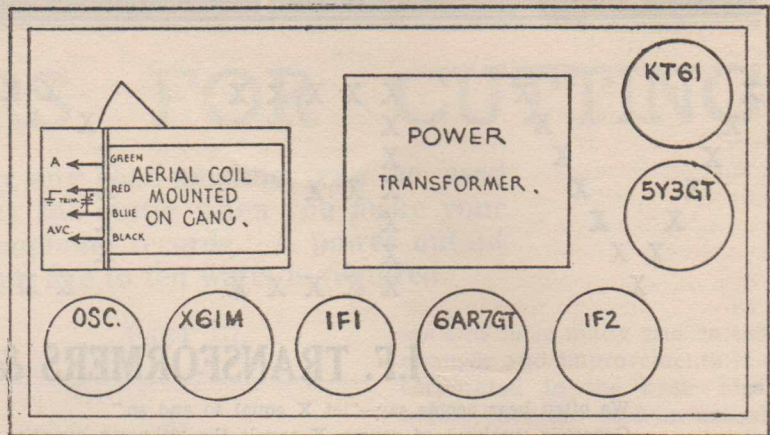 KT61
POWER
TRANSFORMER.
5Y3GT
A
GREEN
AERIAL COIL
MOUNTED
ON GANG.
RED
TRIM.
BLUE
A.V.C.
BLACK
OSC.
X61M
IF1
6AR7GT
IF2
I.F. TRANSFORMERS &